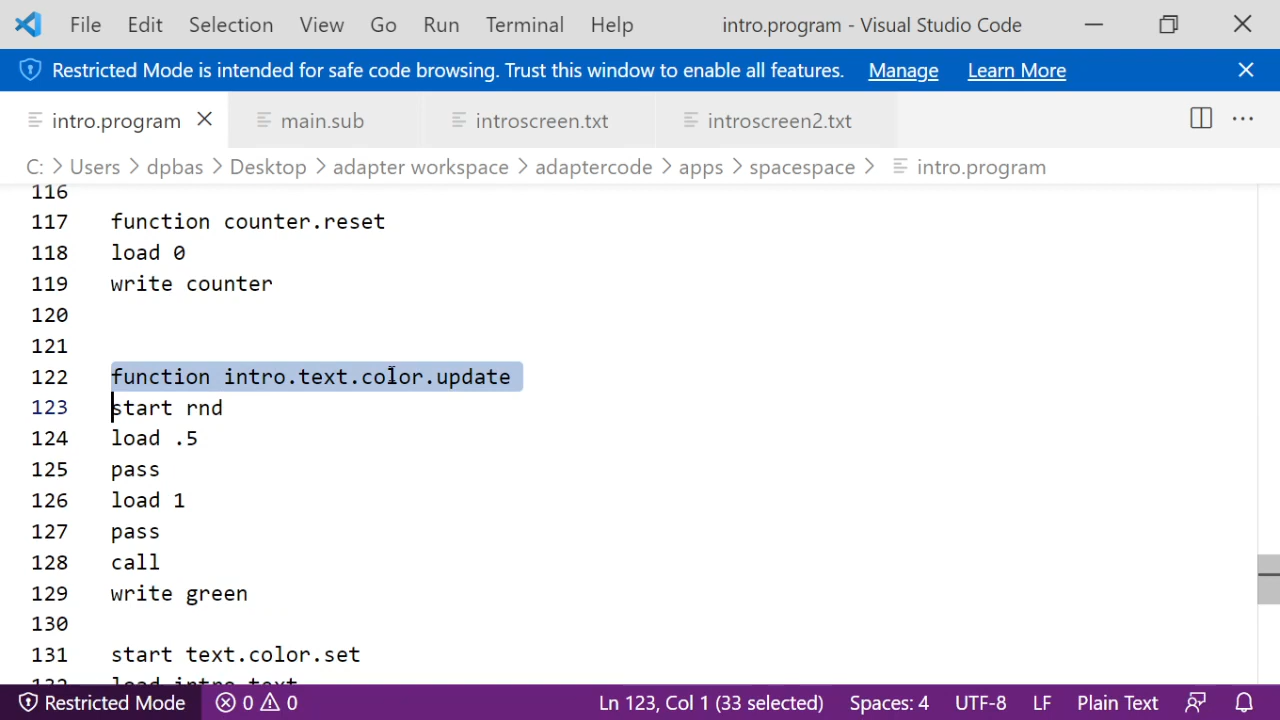 File Edit Selection View Go Run Terminal Help intro.program - Visual Studio Code
Restricted Mode is intended for safe code browsing. Trust this window to enable all features. Manage Learn More
intro.program main.sub introscreen.txt introscreen2.txt
C: > Users > dpbas > Desktop > adapter workspace > adaptercode > apps > spacespace > intro.program
116
117 function counter.reset
118 load 0
119 write counter
120
121
122 function intro.text.color.update
123 start rnd
124 load .5
125 pass
126 load 1
127 pass
128 call
129 write green
130
131 start text.color.set
132 load intro.text
Restricted Mode 0 0 Ln 123, Col 1 (33 selected) Spaces: 4 UTF-8 LF Plain Text